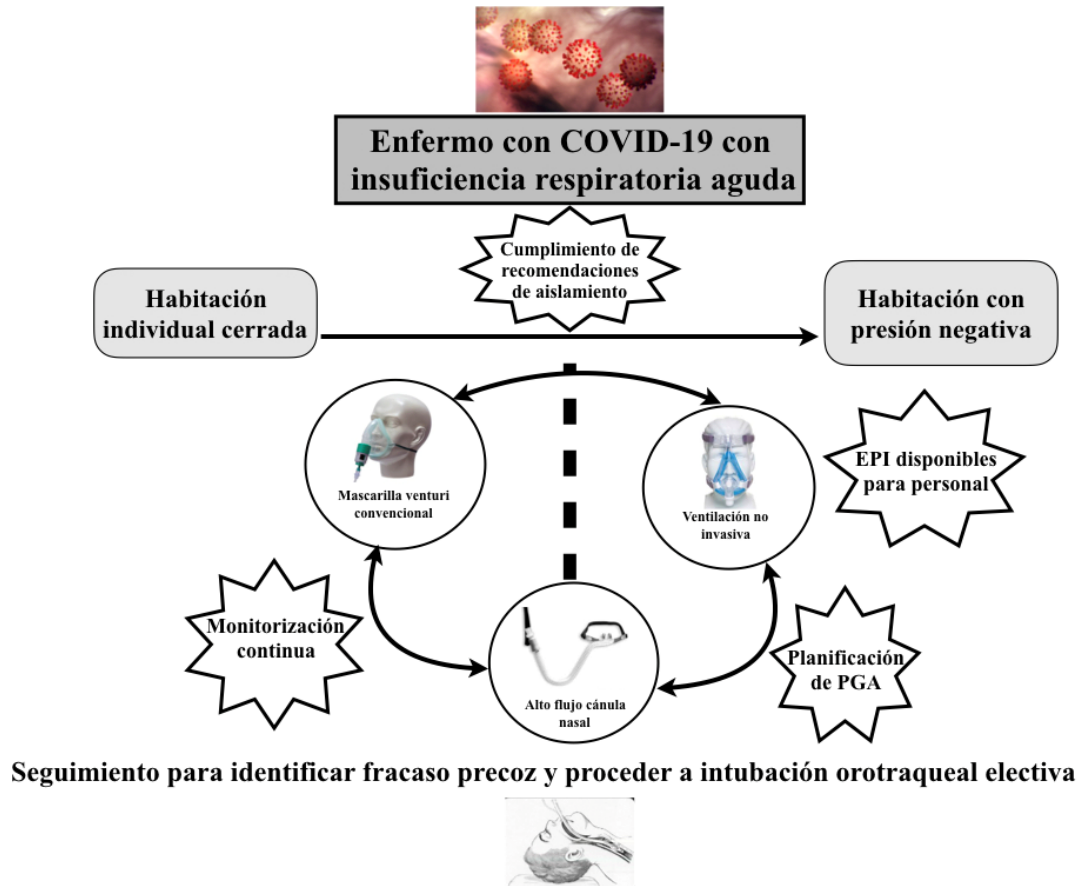 Enfermo con COVID-19 con
insuficiencia respiratoria aguda
Cumplimiento de
recomendaciones
de aislamiento
Habitación
individual cerrada
Habitación con
presión negativa
Mascarilla venturi
convencional
Ventilación no
invasiva
EPI disponibles
para personal
Monitorización
continua
Alto flujo cánula
nasal
Planificación
de PGA
Seguimiento para identificar fracaso precoz y proceder a intubación orotraqueal electiva